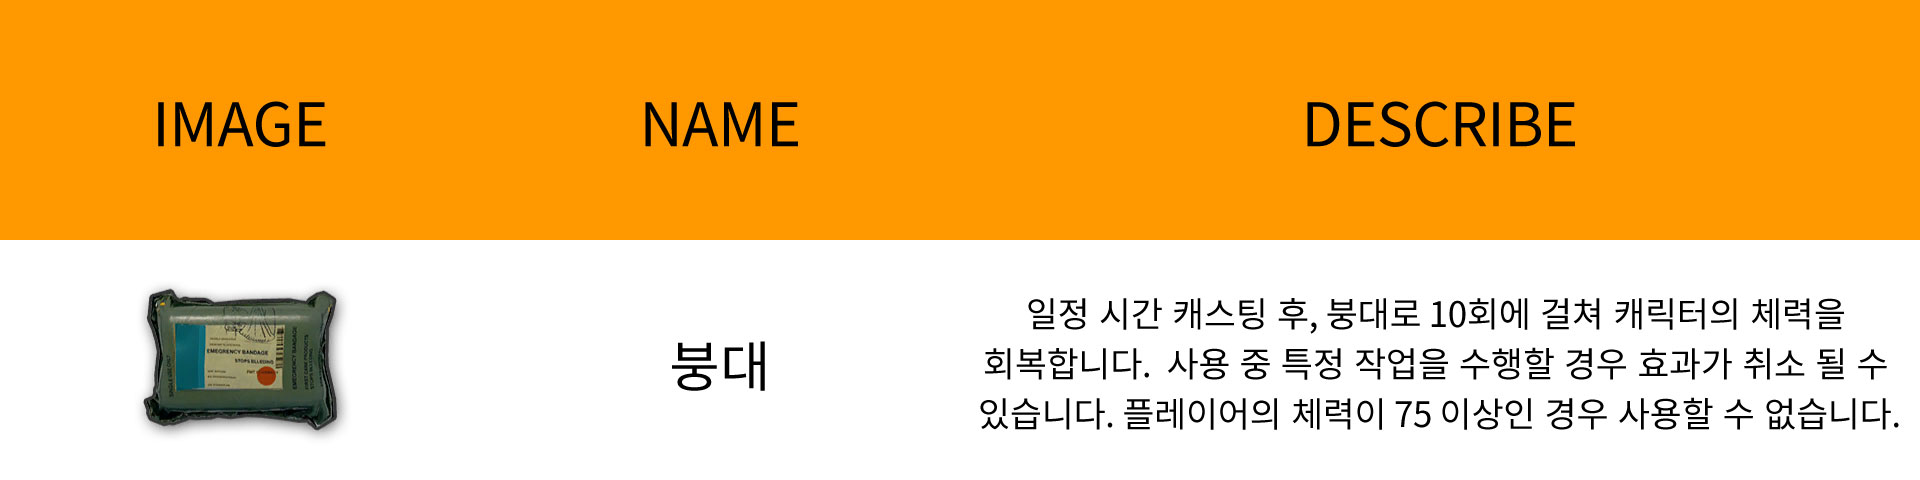 IMAGE NAME DESCRIBE
일정 시간 캐스팅 후, 붕대로 10회에 걸쳐 캐릭터의 체력을
회복합니다. 사용 중 특정 작업을 수행할 경우 효과가 취소 될 수
붕대
있습니다. 플레이어의 체력이 75 이상인 경우 사용할 수 없습니다.
EMEGRENCY BANDAGE
STOPS BLLEDING